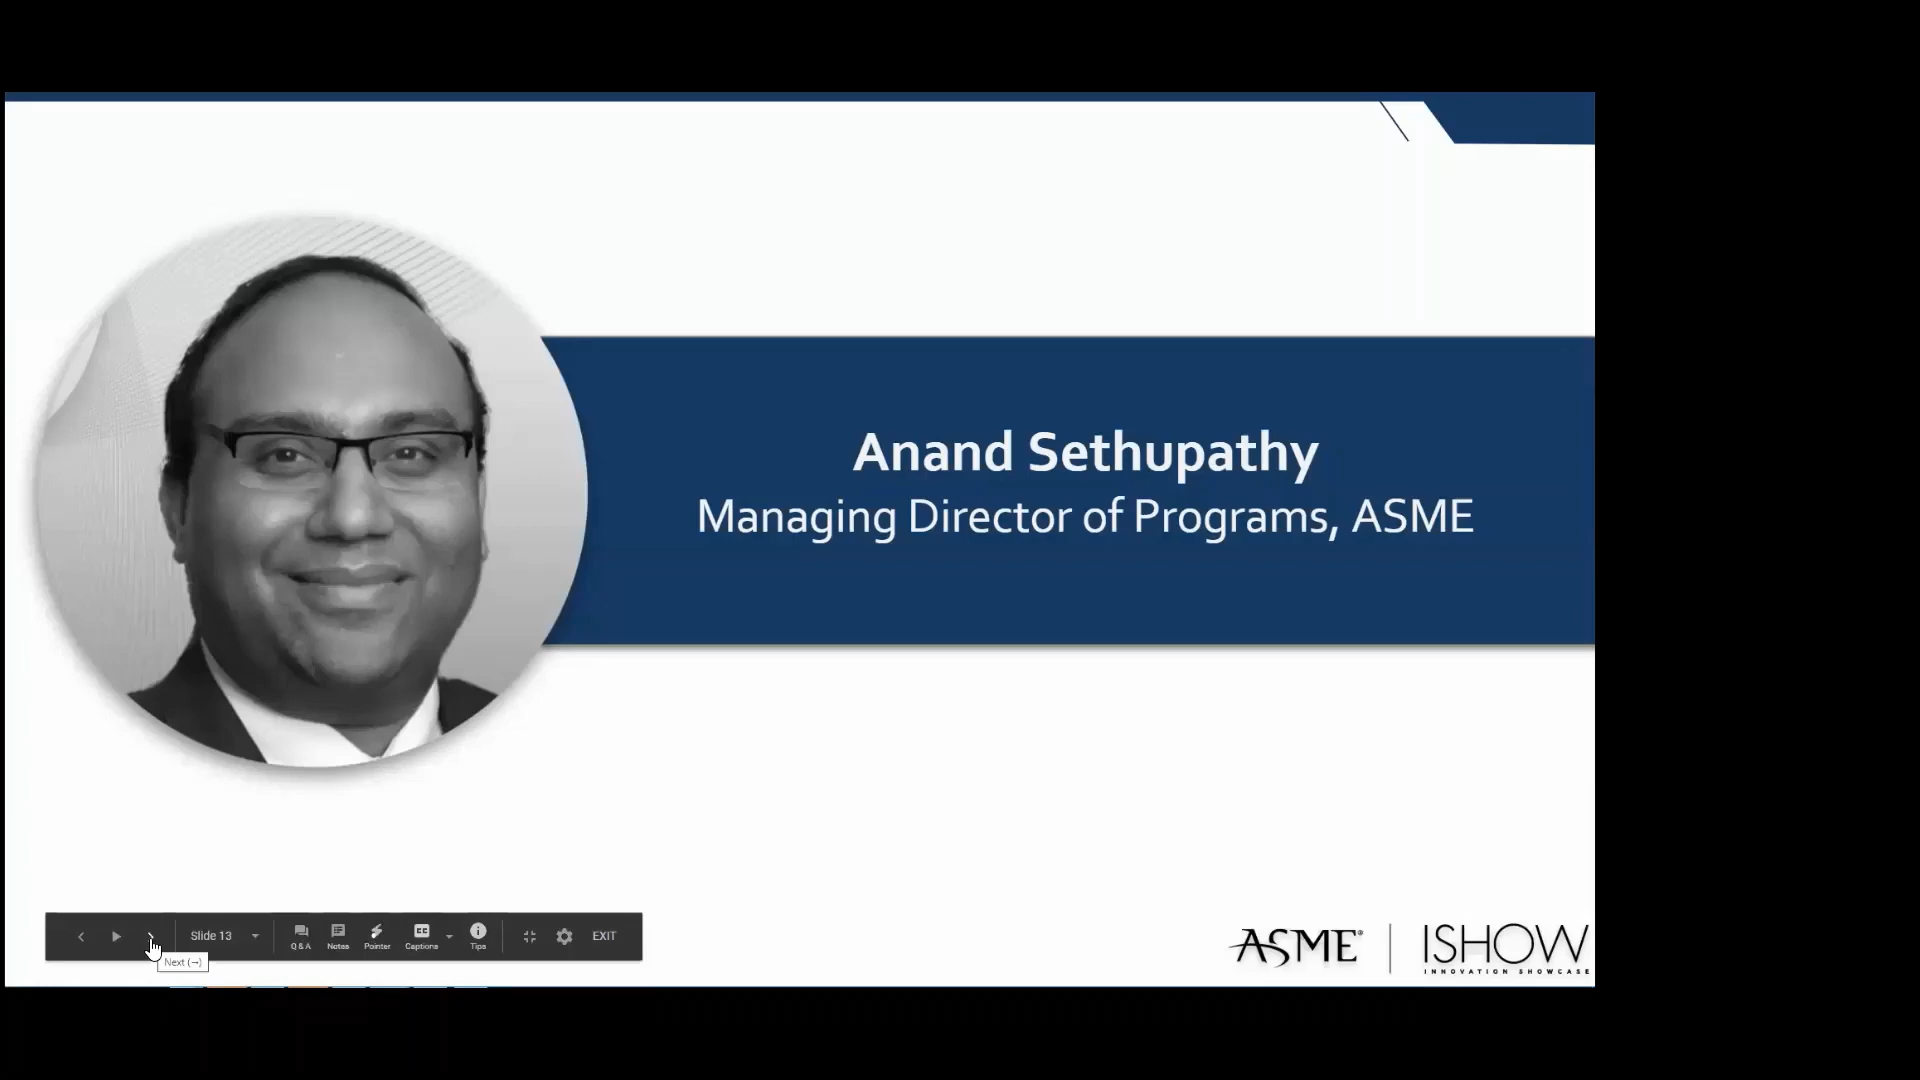 Anand Sethupathy
Managing Director of Programs, ASME
Slide 13
Q & A
Notes
Pointer
Captions
Tips
EXIT
Next (→)
ASME®
ISHOW
INNOVATION SHOWCASE